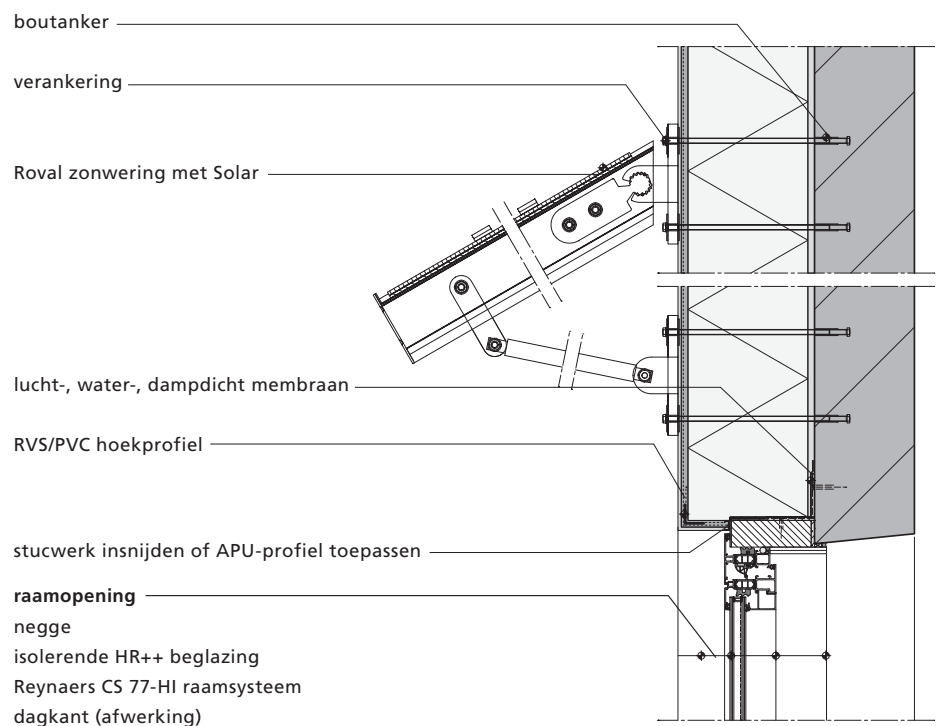 boutanker
verankering
Roval zonwering met Solar
lucht-, water-, dampdicht membraan
RVS/PVC hoekprofiel
stucwerk insnijden of APU-profiel toepassen
raamopening
negge
isolerende HR++ beglazing
Reynaers CS 77-HI raamsysteem
dagkant (afwerking)